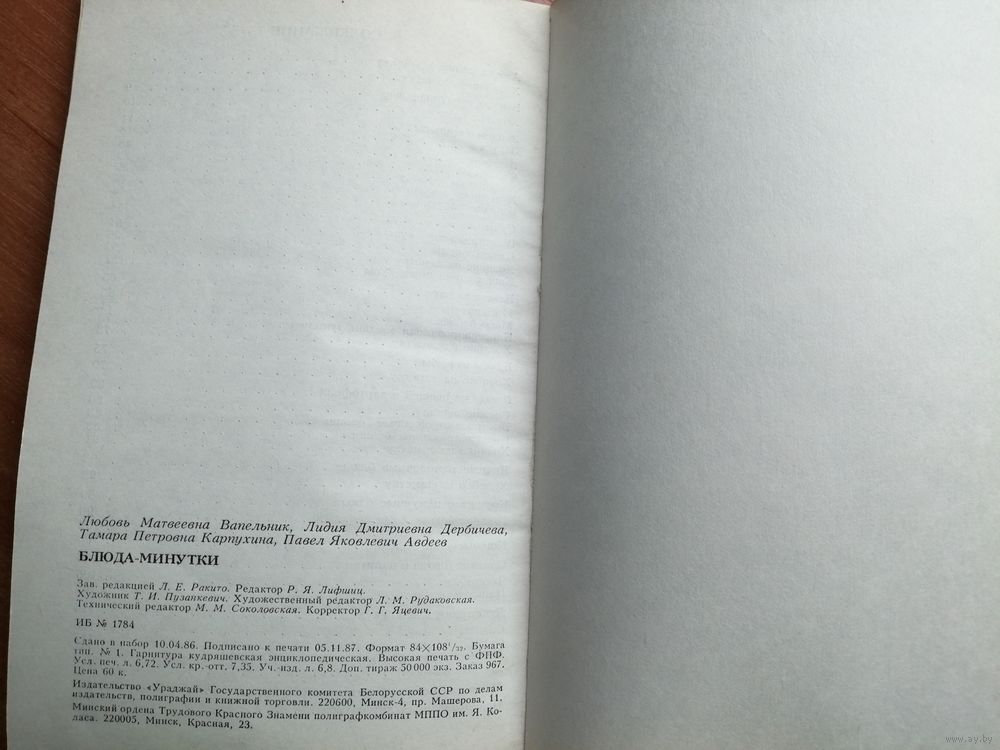 Любовь Матвеевна Вапельник, Лидия Дмитриевна Дербичева,
Тамара Петровна Карпухина, Павел Яковлевич Авдеев
БЛЮДА-МИНУТКИ
Зав. редакцией Л. Е. Ракито. Редактор Р. Я. Лифшиц.
Художник Т. И. Пузанкевич. Художественный редактор Л. М. Рудаковская.
Технический редактор М. М. Соколовская. Корректор Г. Г. Яцевич.
ИБ № 1784
Сдано в набор 10.04.86. Подписано к печати 05.11.87. Формат 84×108¹/₃₂. Бумага
тип. № 1. Гарнитура кудряшевская энциклопедическая. Высокая печать с ФПФ.
Усл. печ. л. 6,72. Усл. кр.-отт. 7,35. Уч.-изд. л. 6,8. Доп. тираж 50 000 экз. Заказ 967.
Цена 60 к.
Издательство «Ураджай» Государственного комитета Белорусской ССР по делам
издательств, полиграфии и книжной торговли. 220600, Минск-4, пр. Машерова, 11.
Минский ордена Трудового Красного Знамени полиграфкомбинат МППО им. Я. Ко-
ласа. 220005, Минск, Красная, 23.
www.ay.by